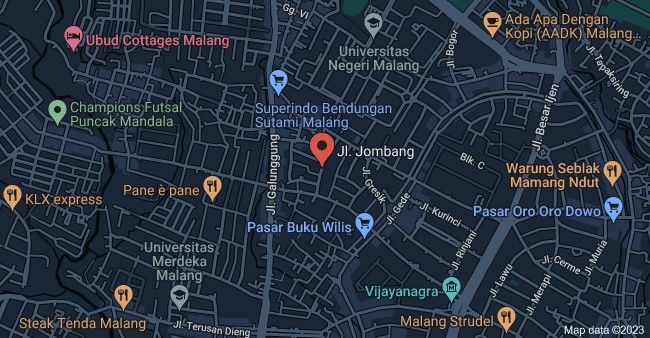 Gg. VI
Ada Apa Dengan
Kopi (AADK) Malang...
Ubud Cottages Malang
Universitas
Negeri Malang
Jl. Bogor
Jl. Tapaksiring
Superindo Bendungan
Sutami Malang
Jl. Besar Ijen
Champions Futsal
Puncak Mandala
Jl. Jombang
Blk. C
Jl. Galunggung
Jl. Gresik
Warung Seblak
Mamang Ndut
Pane è pane
KLX express
Jl. Gede
Jl. Kurinci
Pasar Oro Oro Dowo
Pasar Buku Wilis
Jl. Rinjani
Jl. Muria
Universitas
Merdeka
Malang
Jl. Cerme
Jl. Lawu
Jl. Merapi
Vijayanagra
Steak Tenda Malang
Jl. Terusan Dieng
Malang Strudel
Map data ©2023